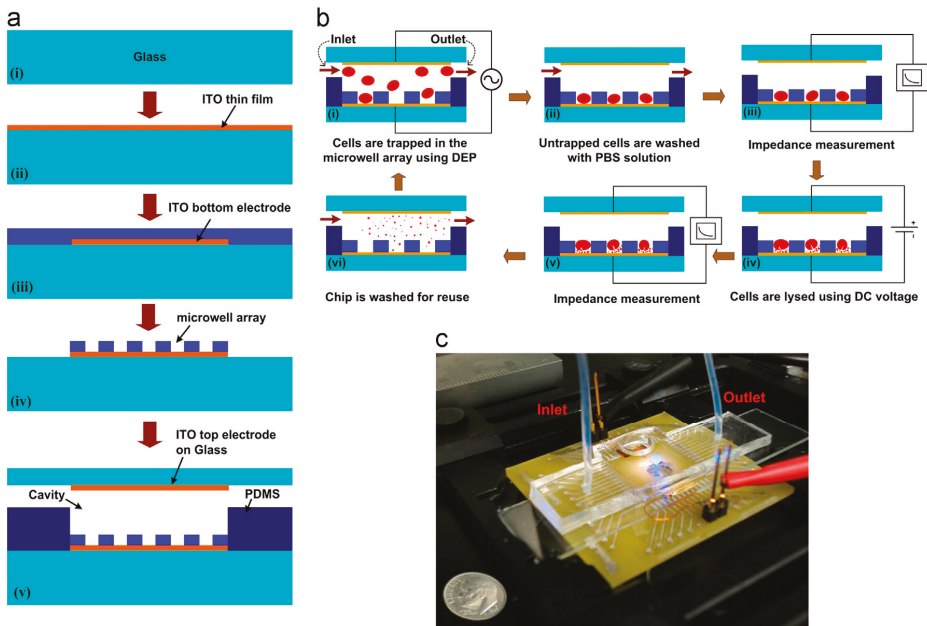 a
Glass
(i)
ITO thin film
(ii)
ITO bottom electrode
(iii)
microwell array
(iv)
ITO top electrode
on Glass
Cavity
PDMS
(v)
b
Inlet
Outlet
(i)
Cells are trapped in the
microwell array using DEP
(ii)
Untrapped cells are washed
with PBS solution
(iii)
Impedance measurement
+
-
(iv)
Cells are lysed using DC voltage
(v)
Impedance measurement
(vi)
Chip is washed for reuse
c
Inlet
Outlet